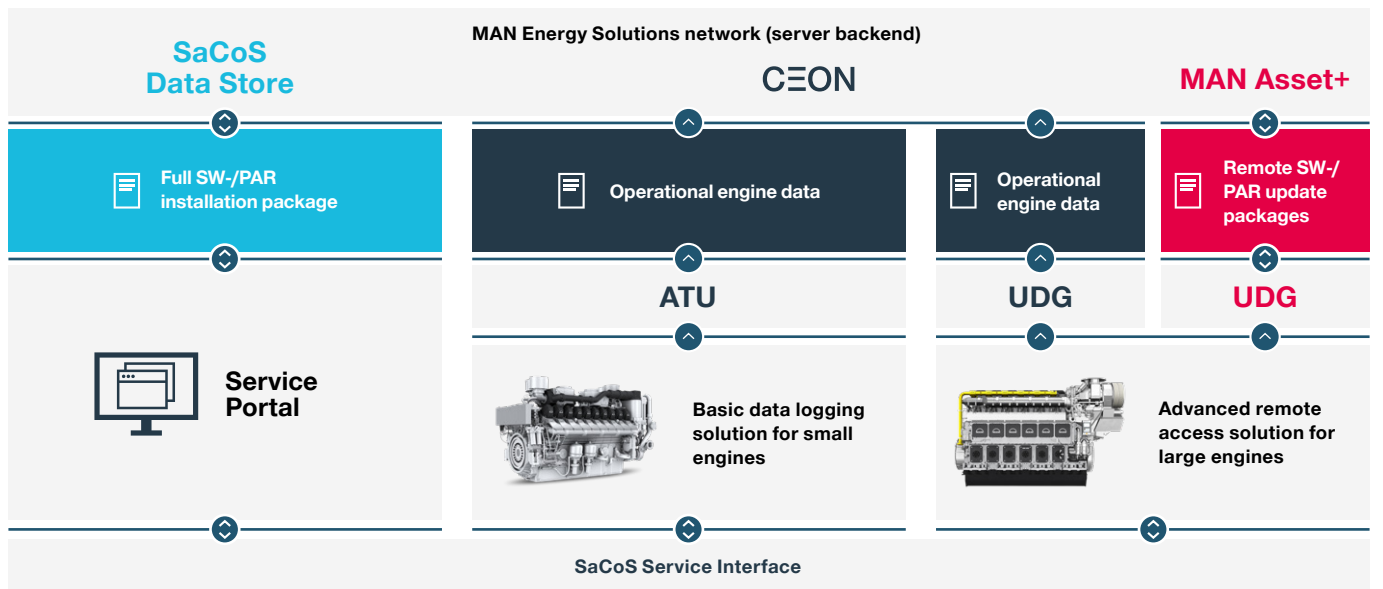 MAN Energy Solutions network (server backend)
SaCoS
Data Store
CEON
MAN Asset+
Full SW-/PAR
installation package
Operational engine data
Operational
engine data
Remote SW-/
PAR update
packages
ATU
UDG
UDG
Service
Portal
Basic data logging
solution for small
engines
Advanced remote
access solution for
large engines
SaCoS Service Interface